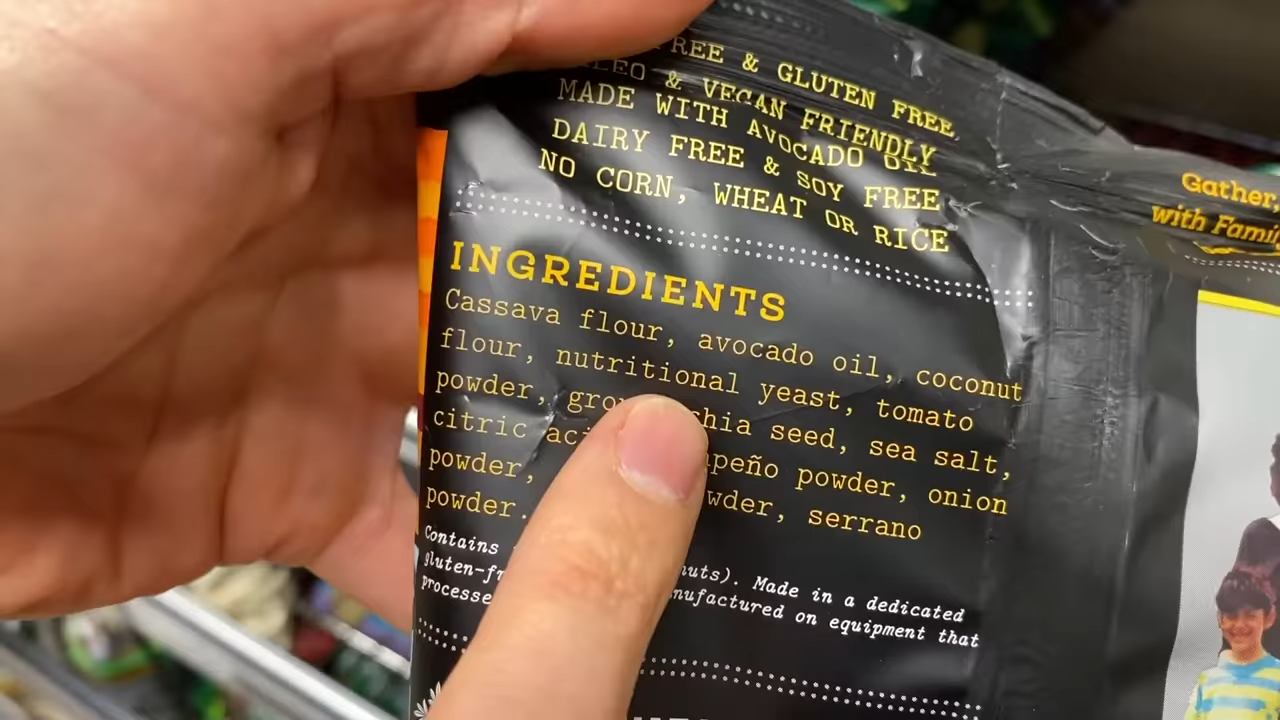 FREE & GLUTEN FREE
& VEGAN FRIENDLY
MADE WITH AVOCADO OIL
DAIRY FREE & SOY FREE
NO CORN, WHEAT OR RICE
INGREDIENTS
Cassava flour, avocado oil, coconut
flour, nutritional yeast, tomato
powder, chia seed, sea salt,
citric powder, onion
powder, serrano
powder.
Contains Made in a dedicated
on equipment that
Gather,
with